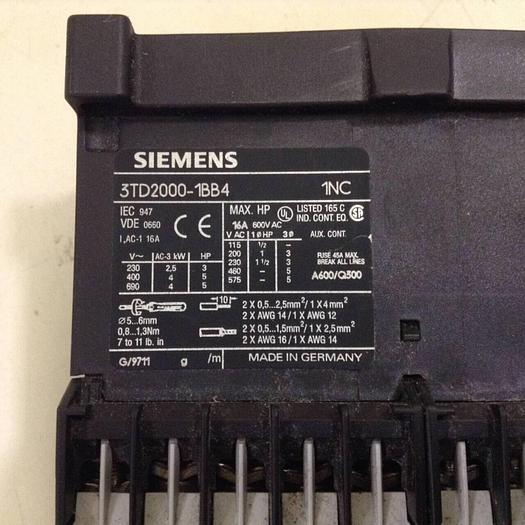 SIEMENS
3TD2000-1BB4 1NC
IEC 947
VDE 0660
CE
I, AC-1 16A
V~ AC-3 kW HP
230 2,5 3
400 4 5
690 4 5
MAX. HP
16A 600V AC
V AC 1Ø HP 3Ø
115 1/2 –
200 1 3
230 1 1/2 3
460 – 5
575 – 5
UL LISTED 165 C
IND. CONT. EQ.
AUX. CONT.
FUSE 45A MAX.
BREAK ALL LINES
A600/Q300
10
Ø 5...6mm
0,8...1,3Nm
7 to 11 lb. in
2 X 0,5...2,5mm² / 1 X 4mm²
2 X AWG 14 / 1 X AWG 12
2 X 0,5...1,5mm² / 1 X 2,5mm²
2 X AWG 16 / 1 X AWG 14
G/9711 g /m MADE IN GERMANY